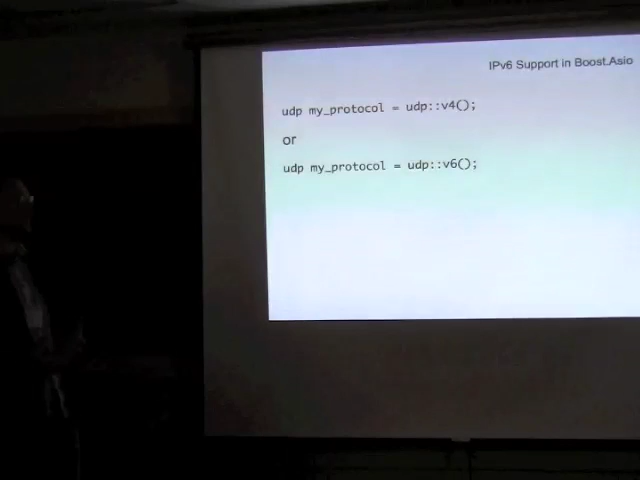 IPv6 Support in Boost.Asio
udp my_protocol = udp::v4();
or
udp my_protocol = udp::v6();